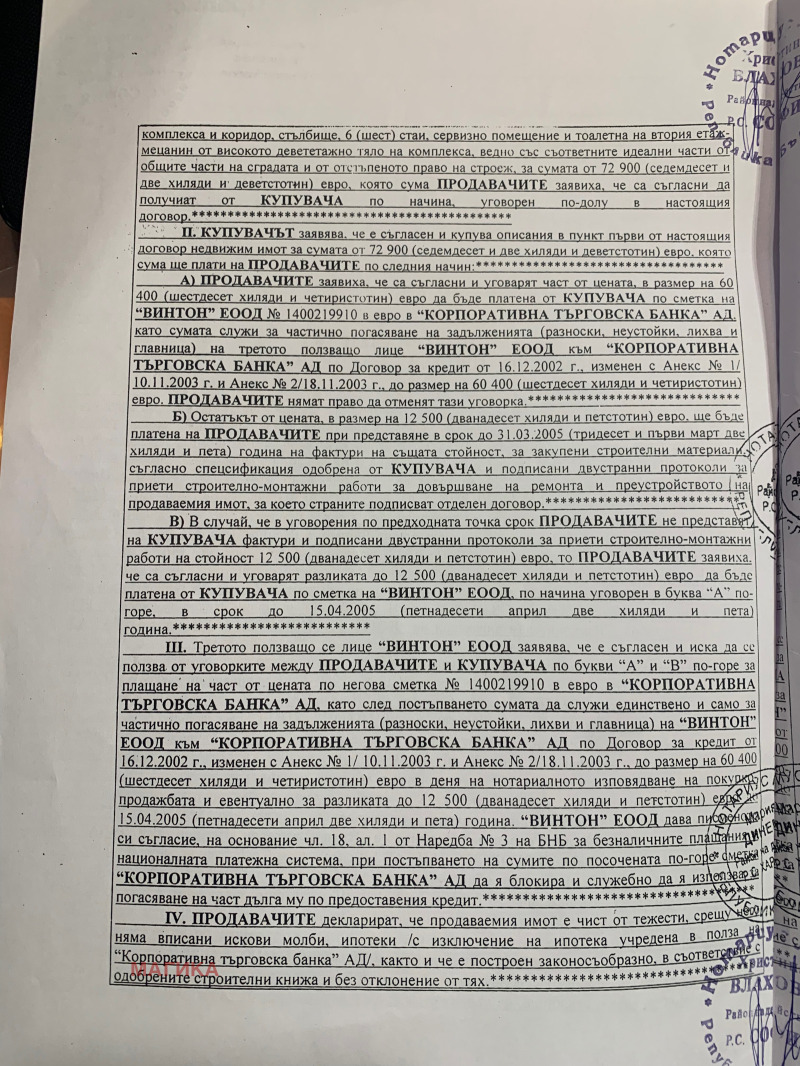 комплекса и коридор, стълбище, 6 (шест) стаи, сервизно помещение и тоалетна на втория етаж-
мецанин от високото девететажно тяло на комплекса, ведно със съответните идеални части от
общите части на сградата и от отстъпеното право на строеж, за сумата от 72 900 (седемдесет и
две хиляди и деветстотин) евро, която сума ПРОДАВАЧИТЕ заявиха, че са съгласни да
получиат от КУПУВАЧА по начина, уговорен по-долу в настоящия
договор.**********************************************
II. КУПУВАЧЪТ заявява, че е съгласен и купува описания в пункт първи от настоящия
договор недвижим имот за сумата от 72 900 (седемдесет и две хиляди и деветстотин) евро, която
сума ще плати на ПРОДАВАЧИТЕ по следния начин:***********************************
А) ПРОДАВАЧИТЕ заявиха, че са съгласни и уговарят част от цената, в размер на 60
400 (шестдесет хиляди и четиристотин) евро да бъде платена от КУПУВАЧА по сметка на
"ВИНТОН" ЕООД № 1400219910 в евро в "КОРПОРАТИВНА ТЪРГОВСКА БАНКА" АД,
като сумата служи за частично погасяване на задълженията (разноски, неустойки, лихва и
главница) на третото ползващо лице "ВИНТОН" ЕООД към "КОРПОРАТИВНА
ТЪРГОВСКА БАНКА" АД по Договор за кредит от 16.12.2002 г., изменен с Анекс № 1/
10.11.2003 г. и Анекс № 2/18.11.2003 г., до размер на 60 400 (шестдесет хиляди и четиристотин)
евро. ПРОДАВАЧИТЕ нямат право да отменят тази уговорка.*************************
Б) Остатъкът от цената, в размер на 12 500 (дванадесет хиляди и петстотин) евро, ще бъде
платена на ПРОДАВАЧИТЕ при представяне в срок до 31.03.2005 (тридесет и първи март две
хиляди и пета) година на фактури на същата стойност, за закупени строителни материали,
съгласно спецсификация одобрена от КУПУВАЧА и подписани двустранни протоколи за
приети строително-монтажни работи за довършване на ремонта и преустройството на
продаваемия имот, за което страните подписват отделен договор.*************************
В) В случай, че в уговорения по предходната точка срок ПРОДАВАЧИТЕ не представят
на КУПУВАЧА фактури и подписани двустранни протоколи за приети строително-монтажни
работи на стойност 12 500 (дванадесет хиляди и петстотин) евро, то ПРОДАВАЧИТЕ заявиха,
че са съгласни и уговарят разликата до 12 500 (дванадесет хиляди и петстотин) евро да бъде
платена от КУПУВАЧА по сметка на "ВИНТОН" ЕООД, по начина уговорен в буква "А" по-
горе, в срок до 15.04.2005 (петнадесети април две хиляди и пета)
година.**************************
III. Третото ползващо се лице "ВИНТОН" ЕООД заявява, че е съгласен и иска да се
ползва от уговорките между ПРОДАВАЧИТЕ и КУПУВАЧА по букви "А" и "В" по-горе за
плащане на част от цената по негова сметка № 1400219910 в евро в "КОРПОРАТИВНА
ТЪРГОВСКА БАНКА" АД, като след постъпването сумата да служи единствено и само за
частично погасяване на задълженията (разноски, неустойки, лихви и главница) на "ВИНТОН"
ЕООД към "КОРПОРАТИВНА ТЪРГОВСКА БАНКА" АД по Договор за кредит от
16.12.2002 г., изменен с Анекс № 1/ 10.11.2003 г. и Анекс № 2/18.11.2003 г., до размер на 60 400
(шестдесет хиляди и четиристотин) евро в деня на нотариалното изповядване на покупко-
продажбата и евентуално за разликата до 12 500 (дванадесет хиляди и петстотин) евро
15.04.2005 (петнадесети април две хиляди и пета) година. "ВИНТОН" ЕООД дава писменото
си съгласие, на основание чл. 18, ал. 1 от Наредба № 3 на БНБ за безналичните плащания и
националната платежна система, при постъпването на сумите по посочената по-горе сметка
"КОРПОРАТИВНА ТЪРГОВСКА БАНКА" АД да я блокира и служебно да я използва за
погасяване на част дълга му по предоставения кредит.************************************
IV. ПРОДАВАЧИТЕ декларират, че продаваемия имот е чист от тежести, срещу него
няма вписани искови молби, ипотеки /с изключение на ипотека учредена в полза на
"Корпоративна търговска банка" АД/, както и че е построен законосъобразно, в съответствие с
одобрените строителни книжа и без отклонение от тях.*************************************
МАГИКА